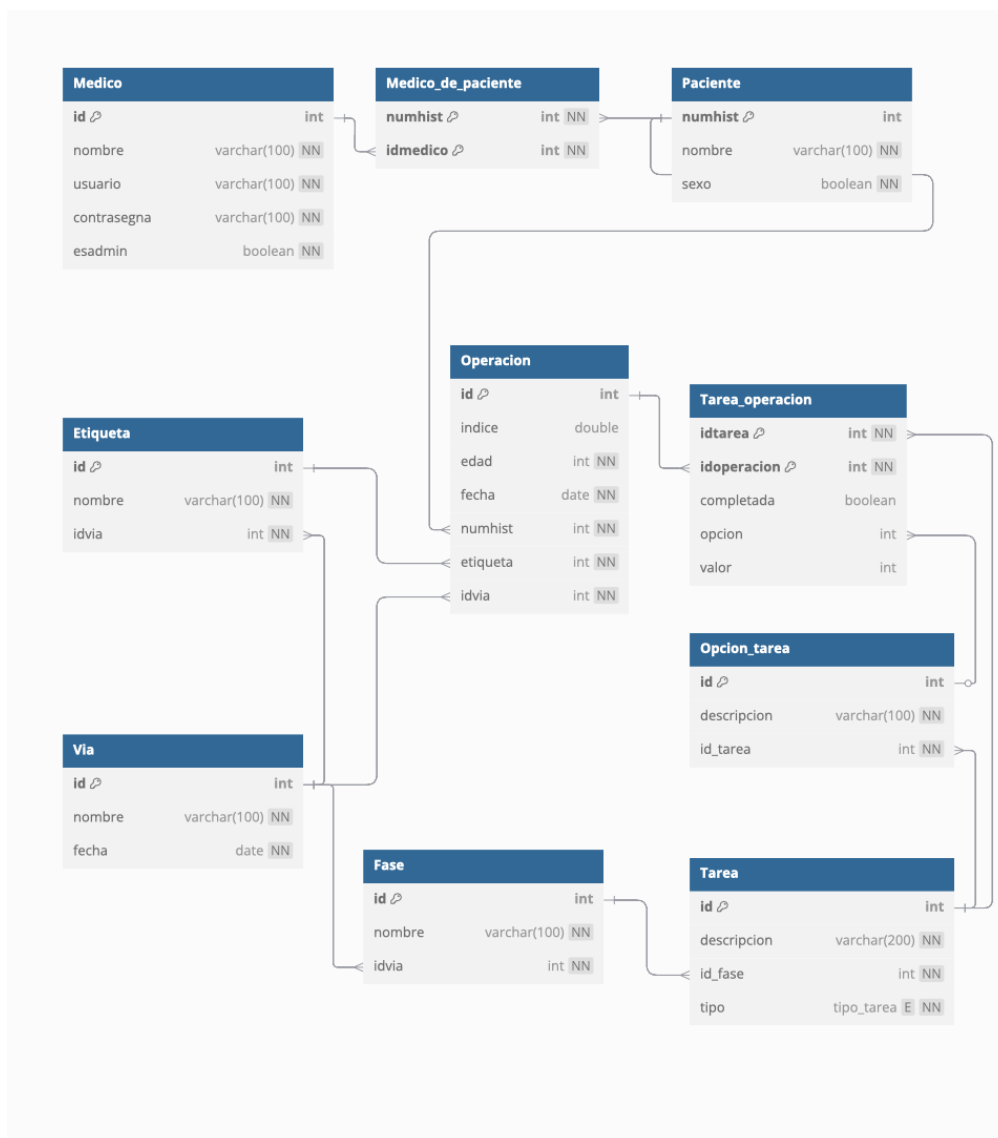 Medico
id int
nombre varchar(100) NN
usuario varchar(100) NN
contrasegna varchar(100) NN
esadmin boolean NN
Medico_de_paciente
numhist int NN
idmedico int NN
Paciente
numhist int
nombre varchar(100) NN
sexo boolean NN
Operacion
id int
indice double
edad int NN
fecha date NN
numhist int NN
etiqueta int NN
idvia int NN
Tarea_operacion
idtarea int NN
idoperacion int NN
completada boolean
opcion int
valor int
Etiqueta
id int
nombre varchar(100) NN
idvia int NN
Opcion_tarea
id int
descripcion varchar(100) NN
id_tarea int NN
Via
id int
nombre varchar(100) NN
fecha date NN
Fase
id int
nombre varchar(100) NN
idvia int NN
Tarea
id int
descripcion varchar(200) NN
id_fase int NN
tipo tipo_tarea E NN